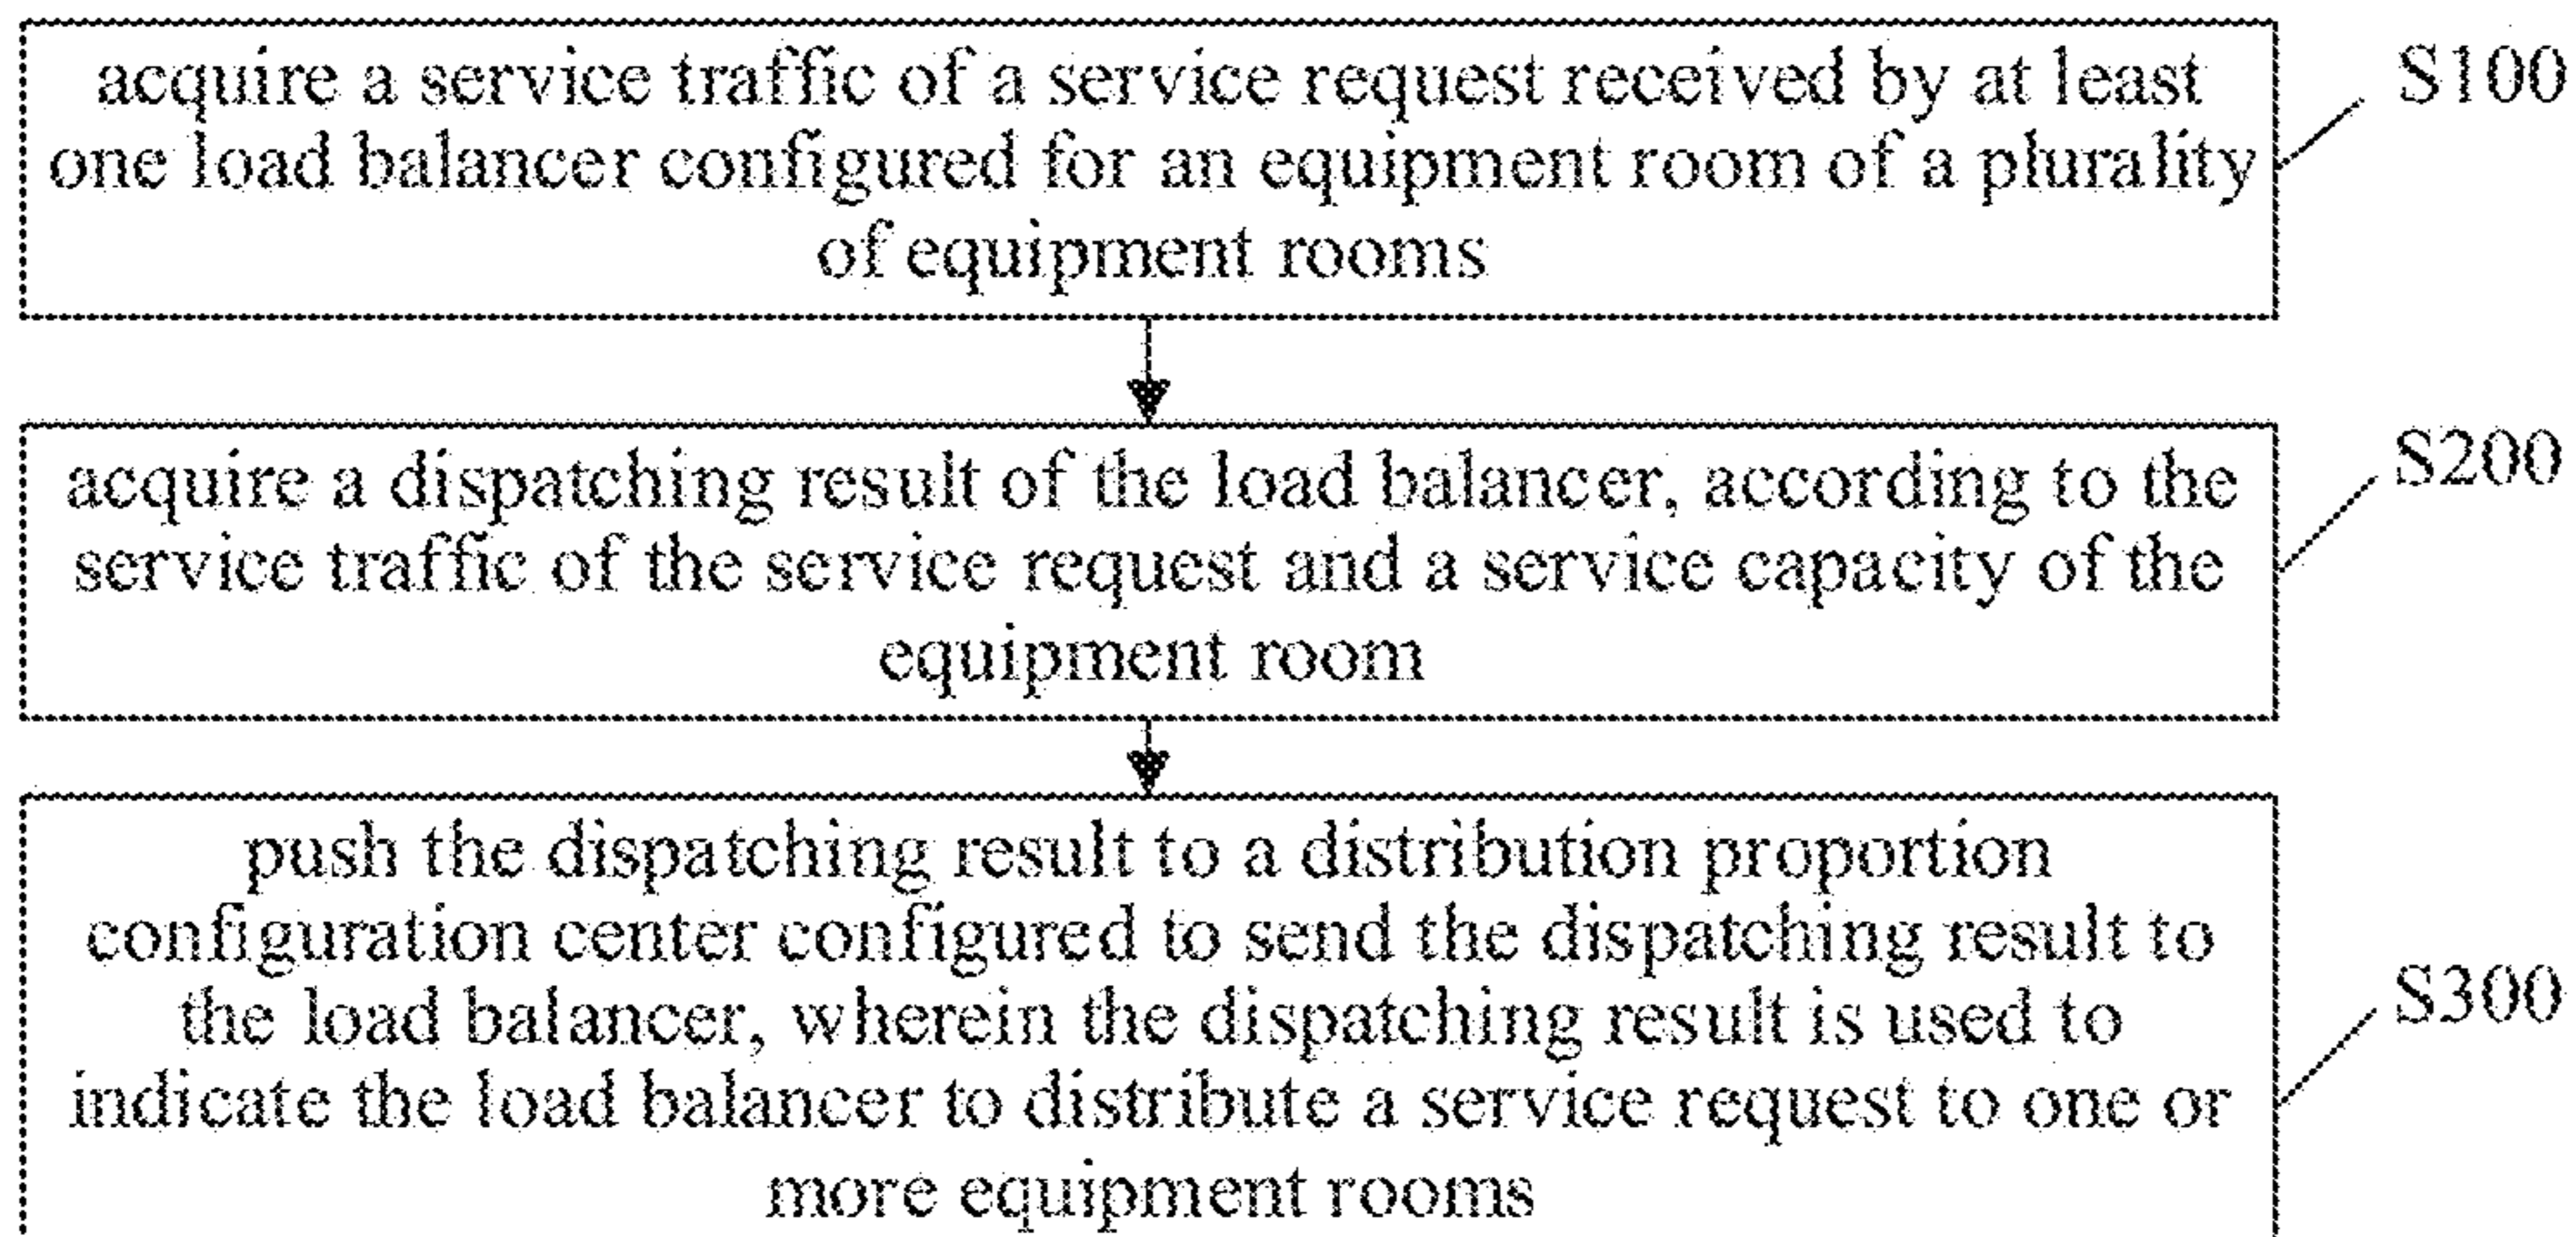 acquire a service traffic of a service request received by at least
S100
one load balancer configured for an equipment room of a plurality
of equipment rooms
acquire a dispatching result of the load balancer, according to the
S200
service traffic of the service request and a service capacity of the
equipment room
push the dispatching result to a distribution proportion
configuration center configured to send the dispatching result to
the load balancer, wherein the dispatching result is used to
S300
indicate the load balancer to distribute a service request to one or
more equipment rooms